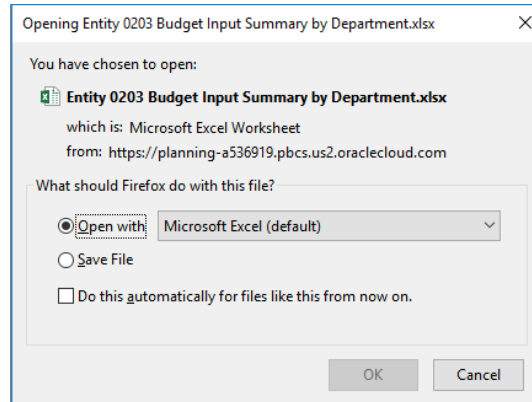 Opening Entity 0203 Budget Input Summary by Department.xlsx
You have chosen to open:
Entity 0203 Budget Input Summary by Department.xlsx
which is: Microsoft Excel Worksheet
from: https://planning-a536919.pbcs.us2.oraclecloud.com
What should Firefox do with this file?
Open with Microsoft Excel (default)
Save File
Do this automatically for files like this from now on.
OK Cancel